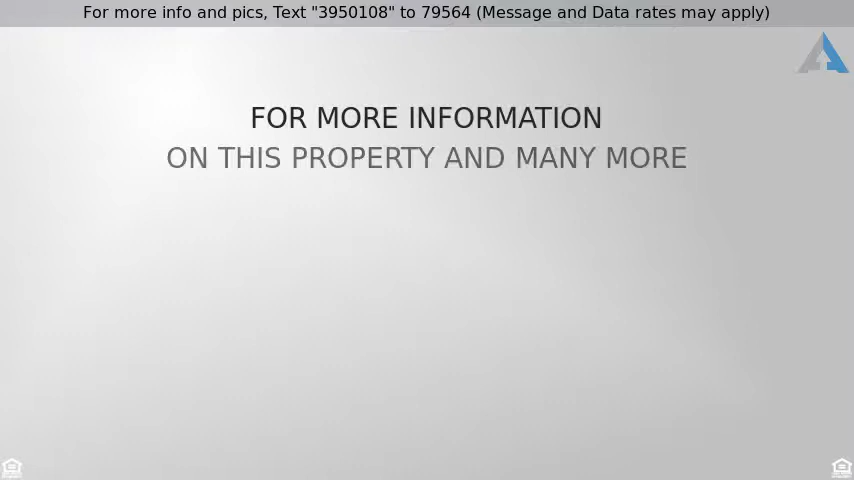 For more info and pics, Text "3950108" to 79564 (Message and Data rates may apply)
FOR MORE INFORMATION
ON THIS PROPERTY AND MANY MORE